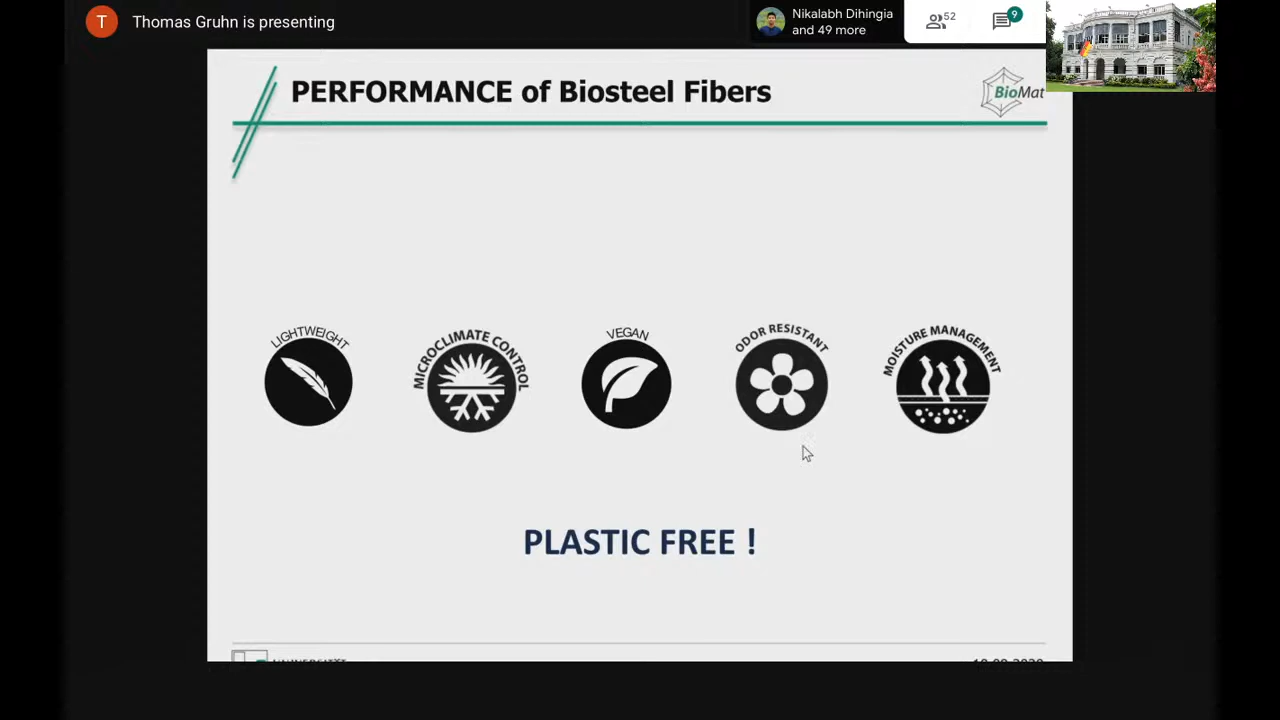 T
Thomas Gruhn is presenting
Nikalabh Dihingia
and 49 more
52
9
PERFORMANCE of Biosteel Fibers
BioMat
LIGHTWEIGHT
MICROCLIMATE CONTROL
VEGAN
ODOR RESISTANT
MOISTURE MANAGEMENT
PLASTIC FREE !
UNIVERSITÄT